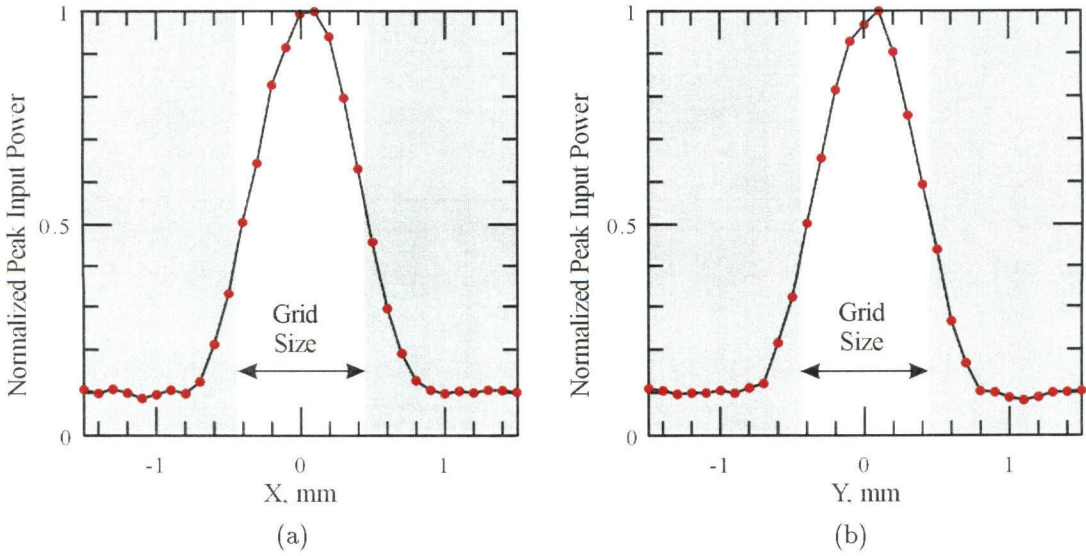 Normalized Peak Input Power
1
0.5
0
Grid
Size
-1
0
1
X, mm
(a)
Normalized Peak Input Power
1
0.5
0
Grid
Size
-1
0
1
Y, mm
(b)